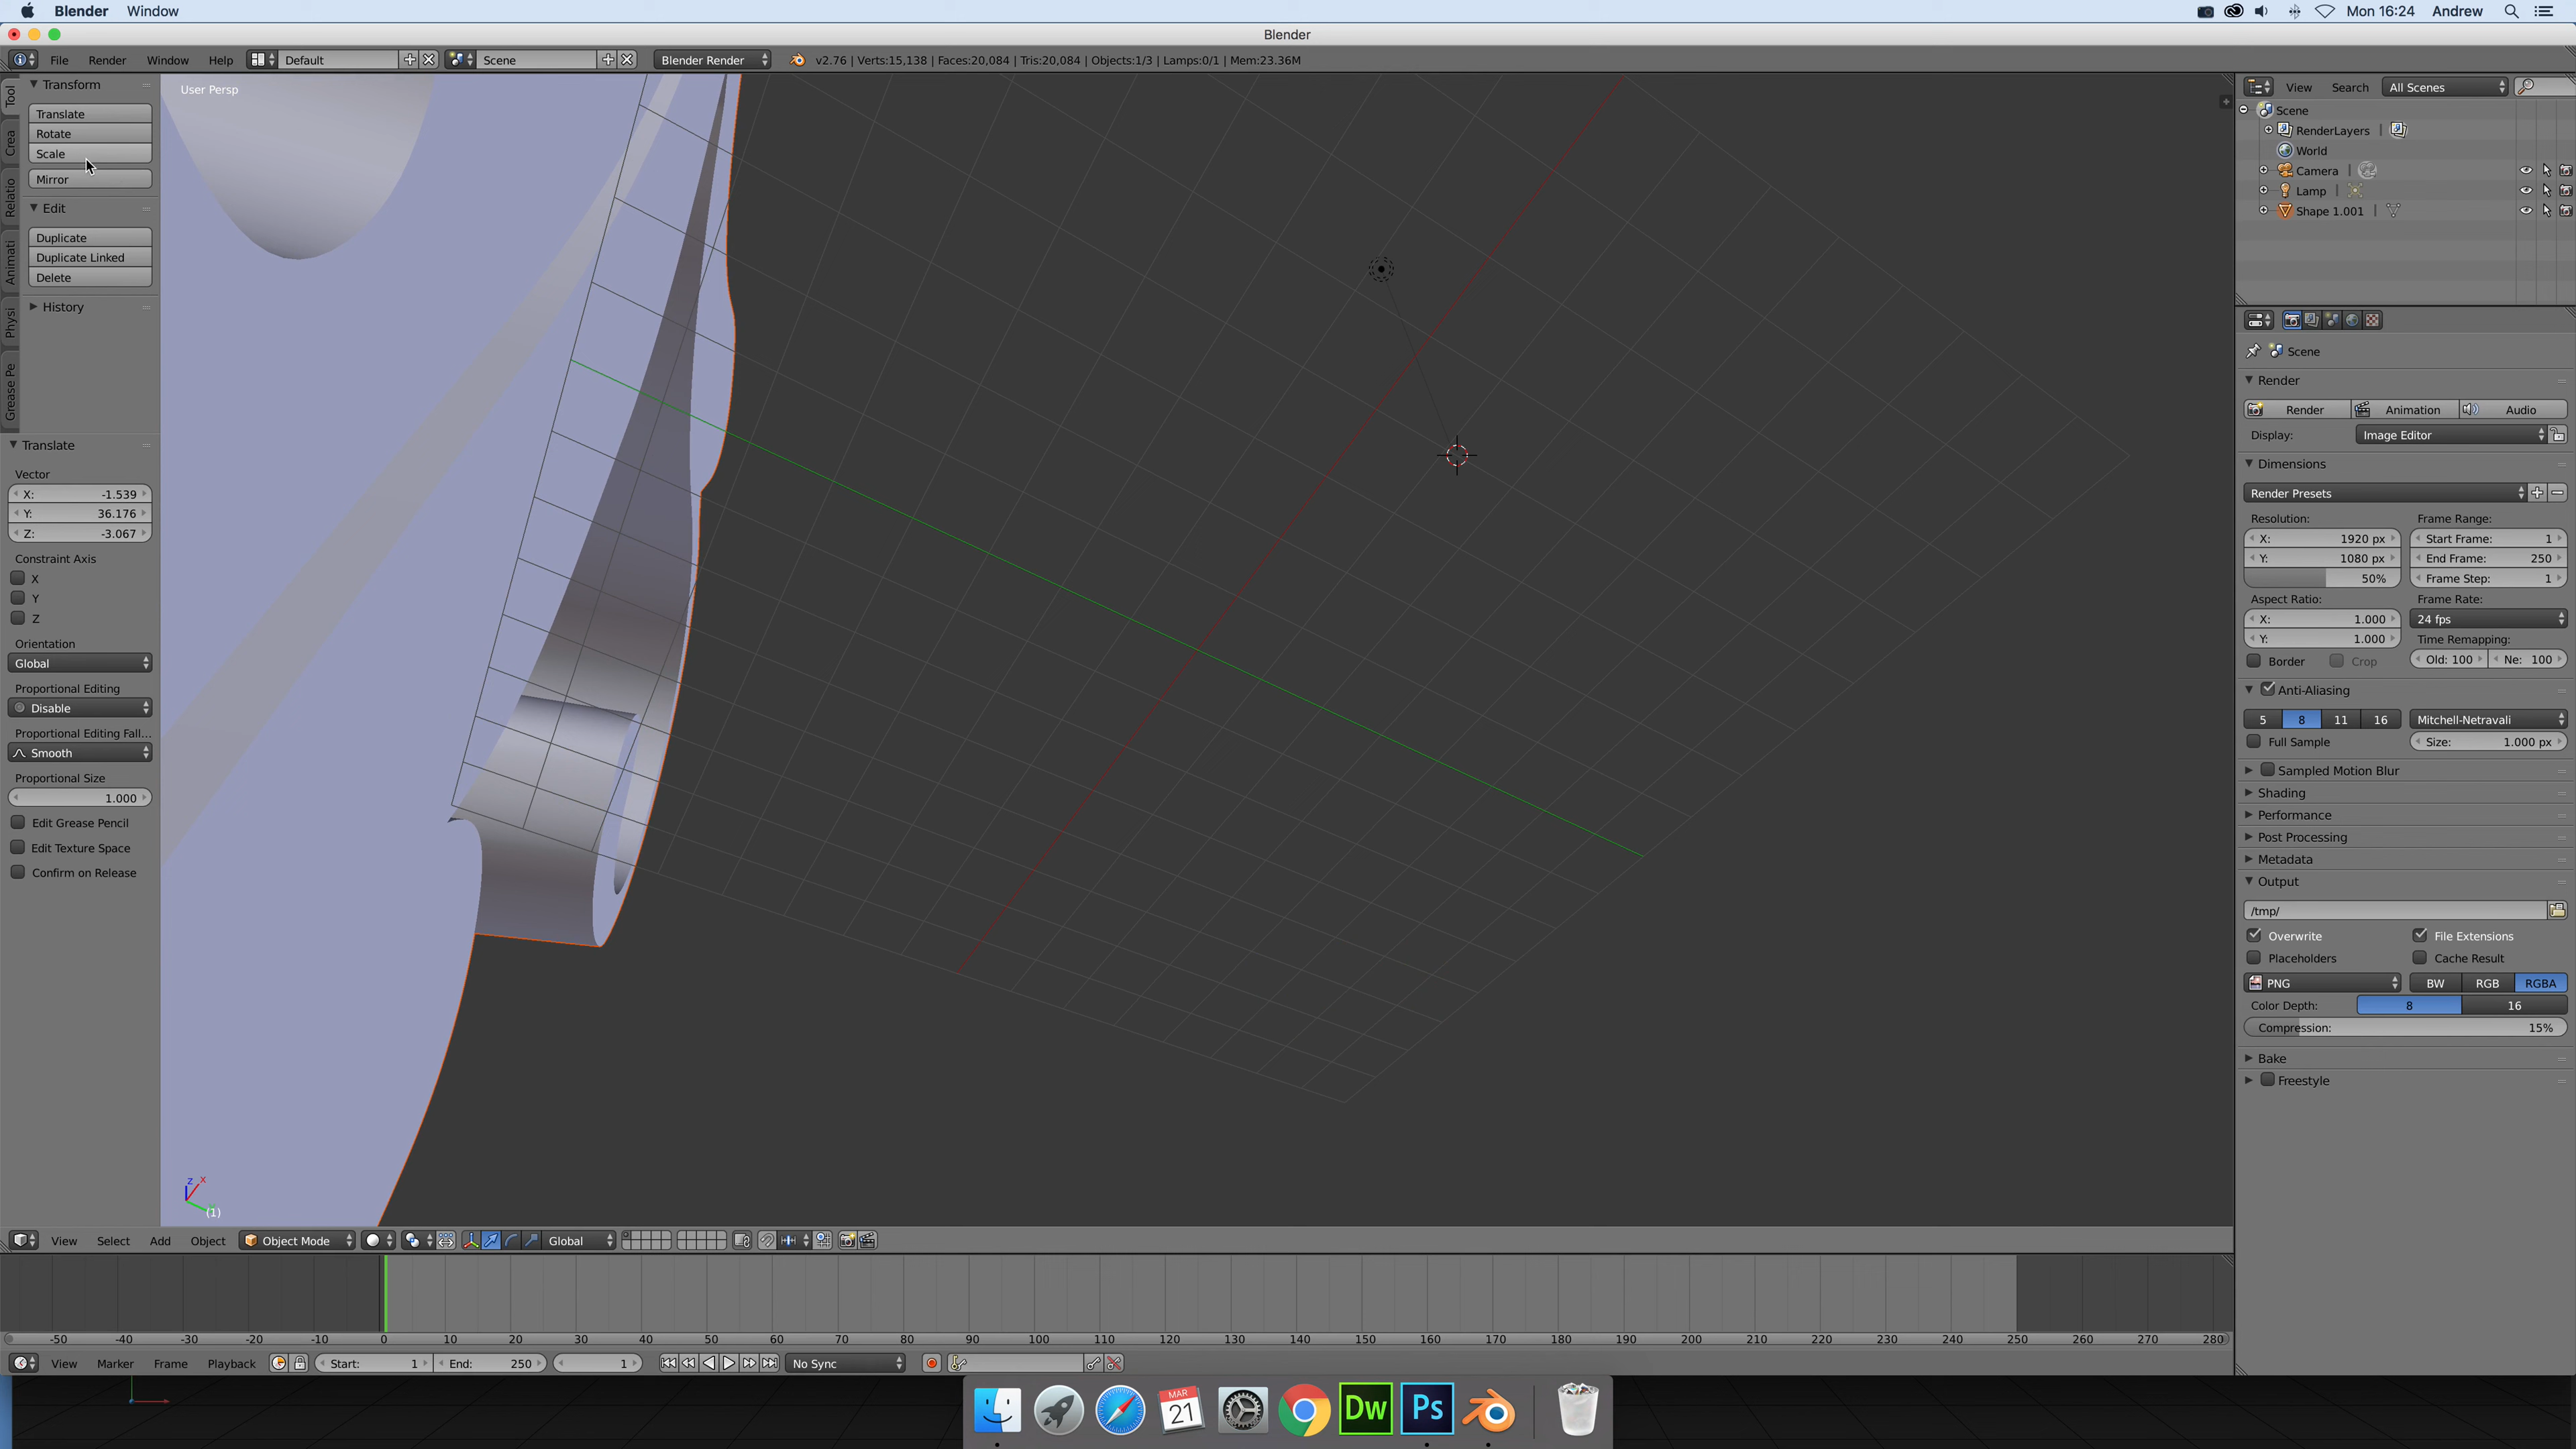 Blender Window Mon 16:24 Andrew
Blender
File Render Window Help Default Scene Blender Render v2.76 | Verts:15,138 | Faces:20,084 | Tris:20,084 | Objects:1/3 | Lamps:0/1 | Mem:23.36M
Tool
Crea
Relatio
Animati
Physi
Grease Pe
Transform
Translate
Rotate
Scale
Mirror
Edit
Duplicate
Duplicate Linked
Delete
History
Translate
Vector
X: -1.539
Y: 36.176
Z: -3.067
Constraint Axis
X
Y
Z
Orientation
Global
Proportional Editing
Disable
Proportional Editing Fall...
Smooth
Proportional Size
1.000
Edit Grease Pencil
Edit Texture Space
Confirm on Release
User Persp
z x
(1)
View Select Add Object Object Mode Global
-50 -40 -30 -20 -10 0 10 20 30 40 50 60 70 80 90 100 110 120 130 140 150 160 170 180 190 200 210 220 230 240 250 260 270 280
View Marker Frame Playback Start: 1 End: 250 1 No Sync
View Search All Scenes
Scene
RenderLayers |
World
Camera |
Lamp |
Shape 1.001 |
Scene
Render
Render Animation Audio
Display: Image Editor
Dimensions
Render Presets
Resolution: Frame Range:
X: 1920 px Start Frame: 1
Y: 1080 px End Frame: 250
50% Frame Step: 1
Aspect Ratio: Frame Rate:
X: 1.000 24 fps
Y: 1.000 Time Remapping:
Border Crop Old: 100 Ne: 100
Anti-Aliasing
5 8 11 16 Mitchell-Netravali
Full Sample Size: 1.000 px
Sampled Motion Blur
Shading
Performance
Post Processing
Metadata
Output
/tmp/
Overwrite File Extensions
Placeholders Cache Result
PNG BW RGB RGBA
Color Depth: 8 16
Compression: 15%
Bake
Freestyle
MAR
21
Dw
Ps